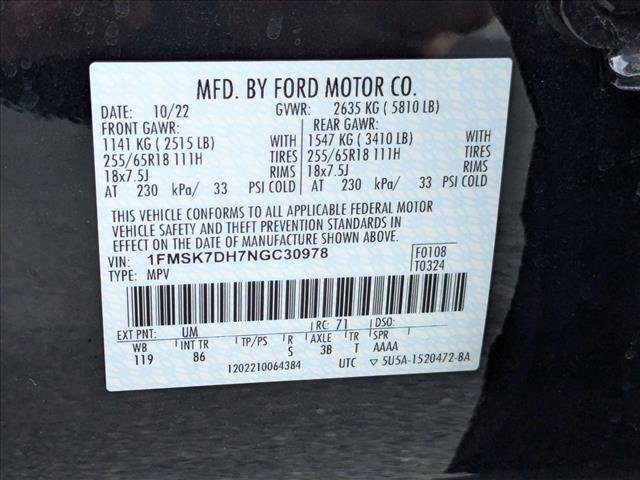 MFD. BY FORD MOTOR CO.
DATE: 10/22 GVWR: 2635 KG ( 5810 LB)
FRONT GAWR: REAR GAWR:
1141 KG ( 2515 LB) WITH 1547 KG ( 3410 LB) WITH
255/65R18 111H TIRES 255/65R18 111H TIRES
18x7.5J RIMS 18x7.5J RIMS
AT 230 kPa/ 33 PSI COLD AT 230 kPa/ 33 PSI COLD
THIS VEHICLE CONFORMS TO ALL APPLICABLE FEDERAL MOTOR
VEHICLE SAFETY AND THEFT PREVENTION STANDARDS IN
EFFECT ON THE DATE OF MANUFACTURE SHOWN ABOVE.
VIN: 1FMSK7DH7NGC30978 F0108
TYPE: MPV T0324
EXT PNT: UM RC: 71 DSO:
WB INT TR TP/PS R AXLE TR SPR
119 86 S 3B T AAAA
1202210064384 UTC ▽ 5U5A-1520472-BA